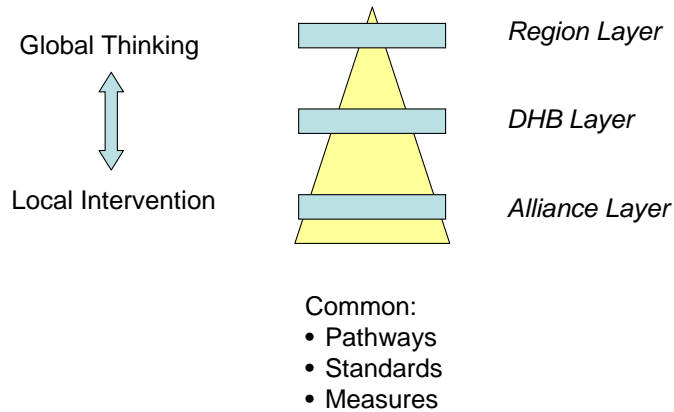 Global Thinking
Local Intervention
Region Layer
DHB Layer
Alliance Layer
Common:
• Pathways
• Standards
• Measures